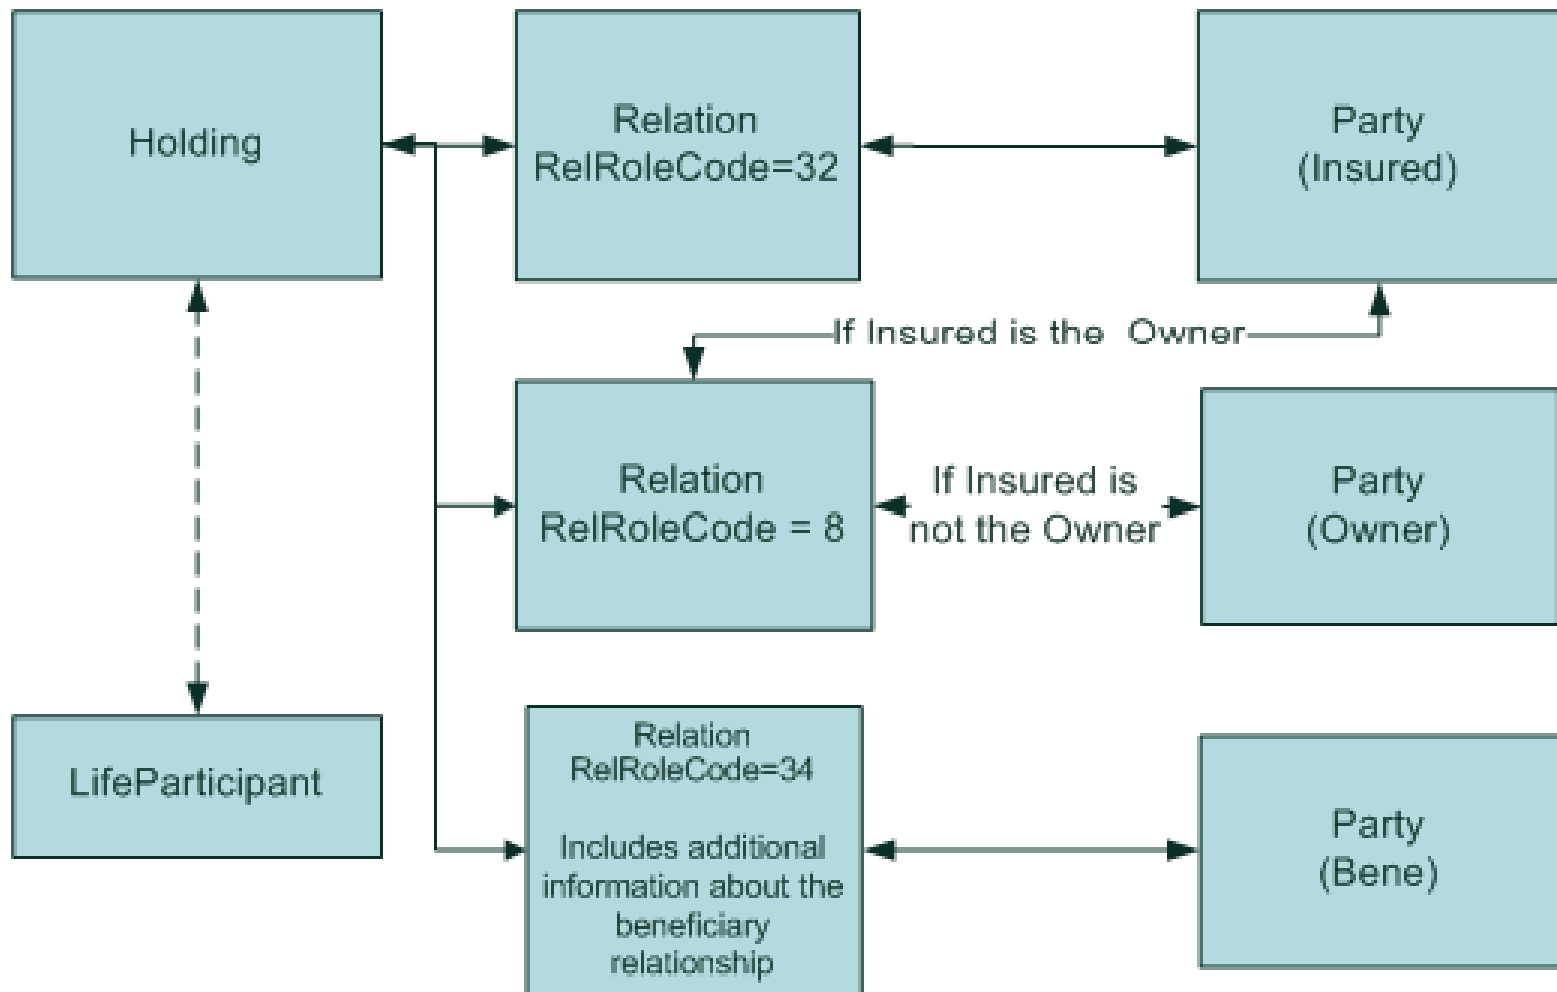 Holding
Relation
RelRoleCode=32
Party
(Insured)
If Insured is the Owner
Relation
RelRoleCode = 8
If Insured is
not the Owner
Party
(Owner)
LifeParticipant
Relation
RelRoleCode=34
Includes additional
information about the
beneficiary
relationship
Party
(Bene)